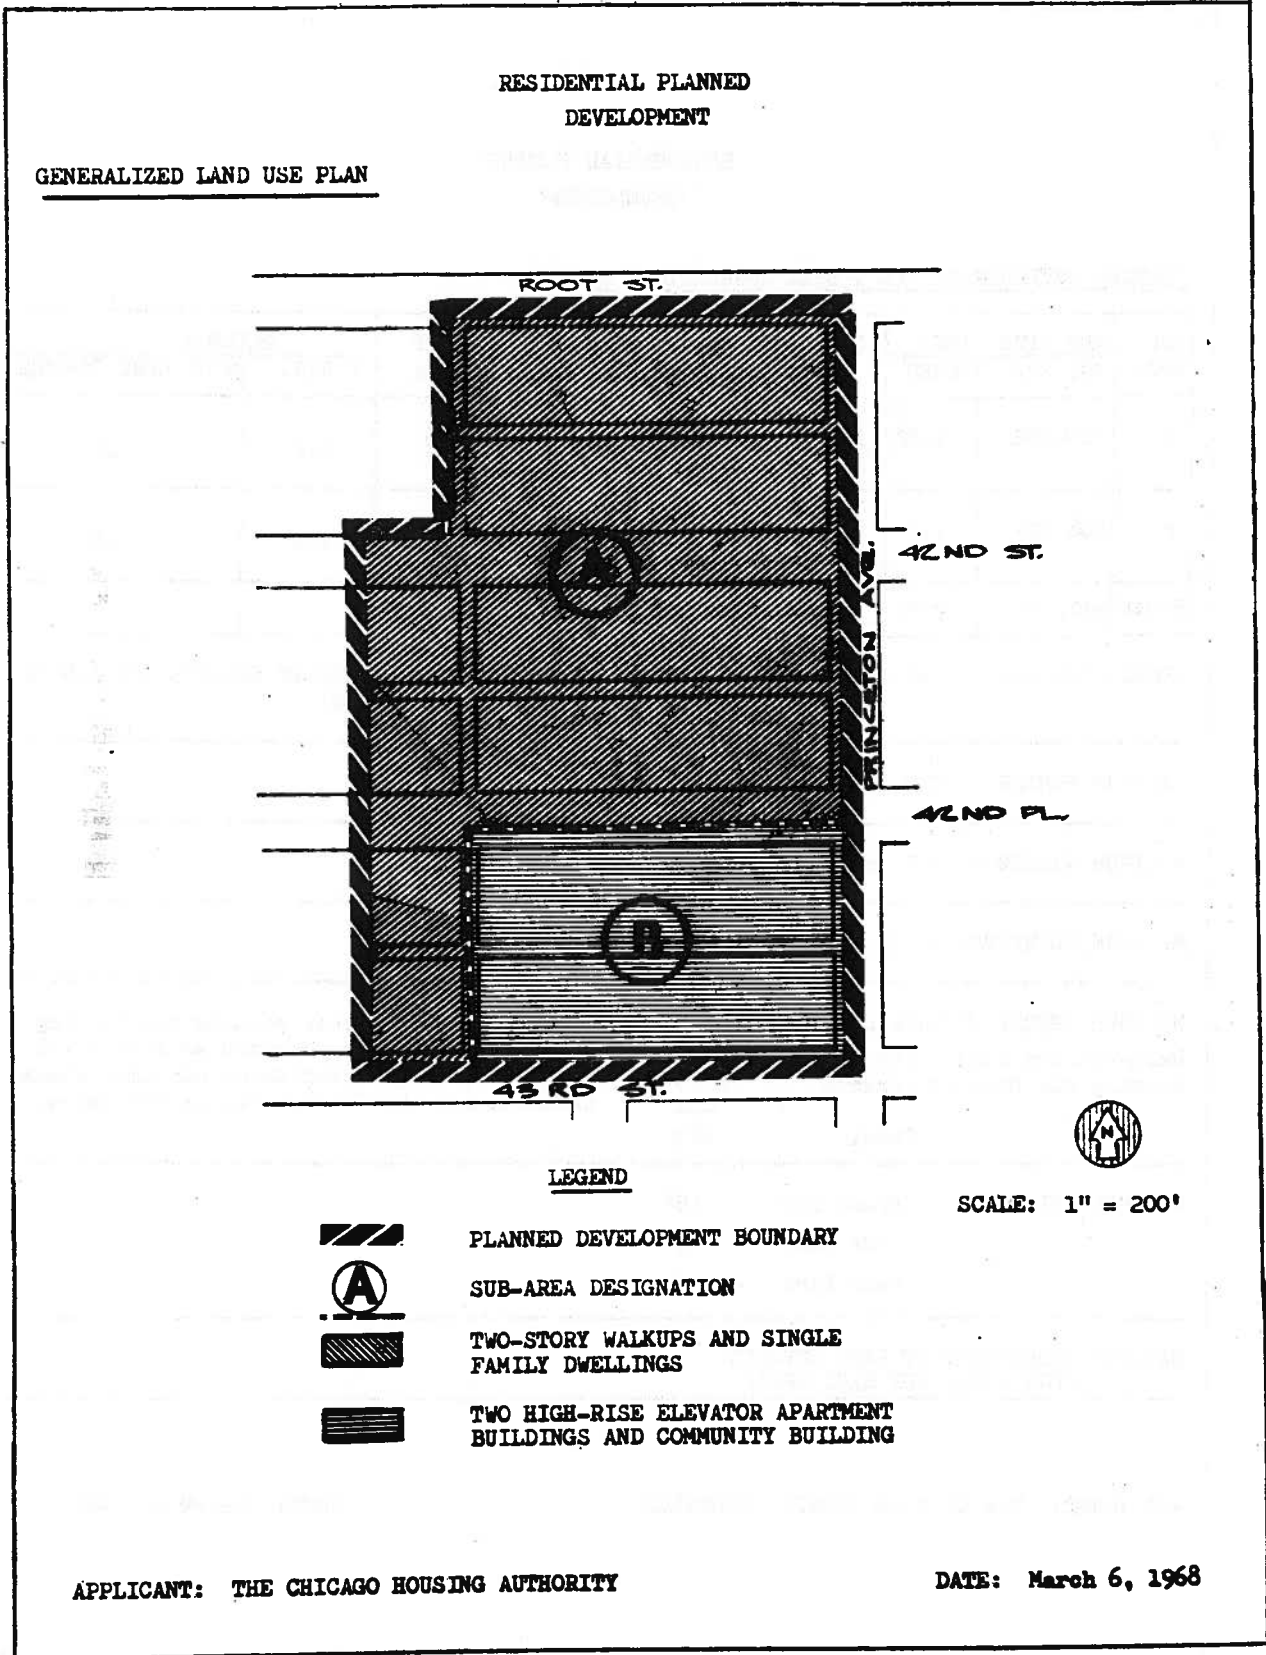 RESIDENTIAL PLANNED
DEVELOPMENT
GENERALIZED LAND USE PLAN
ROOT ST.
A
42ND ST.
PRINCETON AVE.
42ND PL.
B
43RD ST.
N
LEGEND
SCALE: 1" = 200'
PLANNED DEVELOPMENT BOUNDARY
A
SUB-AREA DESIGNATION
TWO-STORY WALKUPS AND SINGLE
FAMILY DWELLINGS
TWO HIGH-RISE ELEVATOR APARTMENT
BUILDINGS AND COMMUNITY BUILDING
APPLICANT: THE CHICAGO HOUSING AUTHORITY
DATE: March 6, 1968